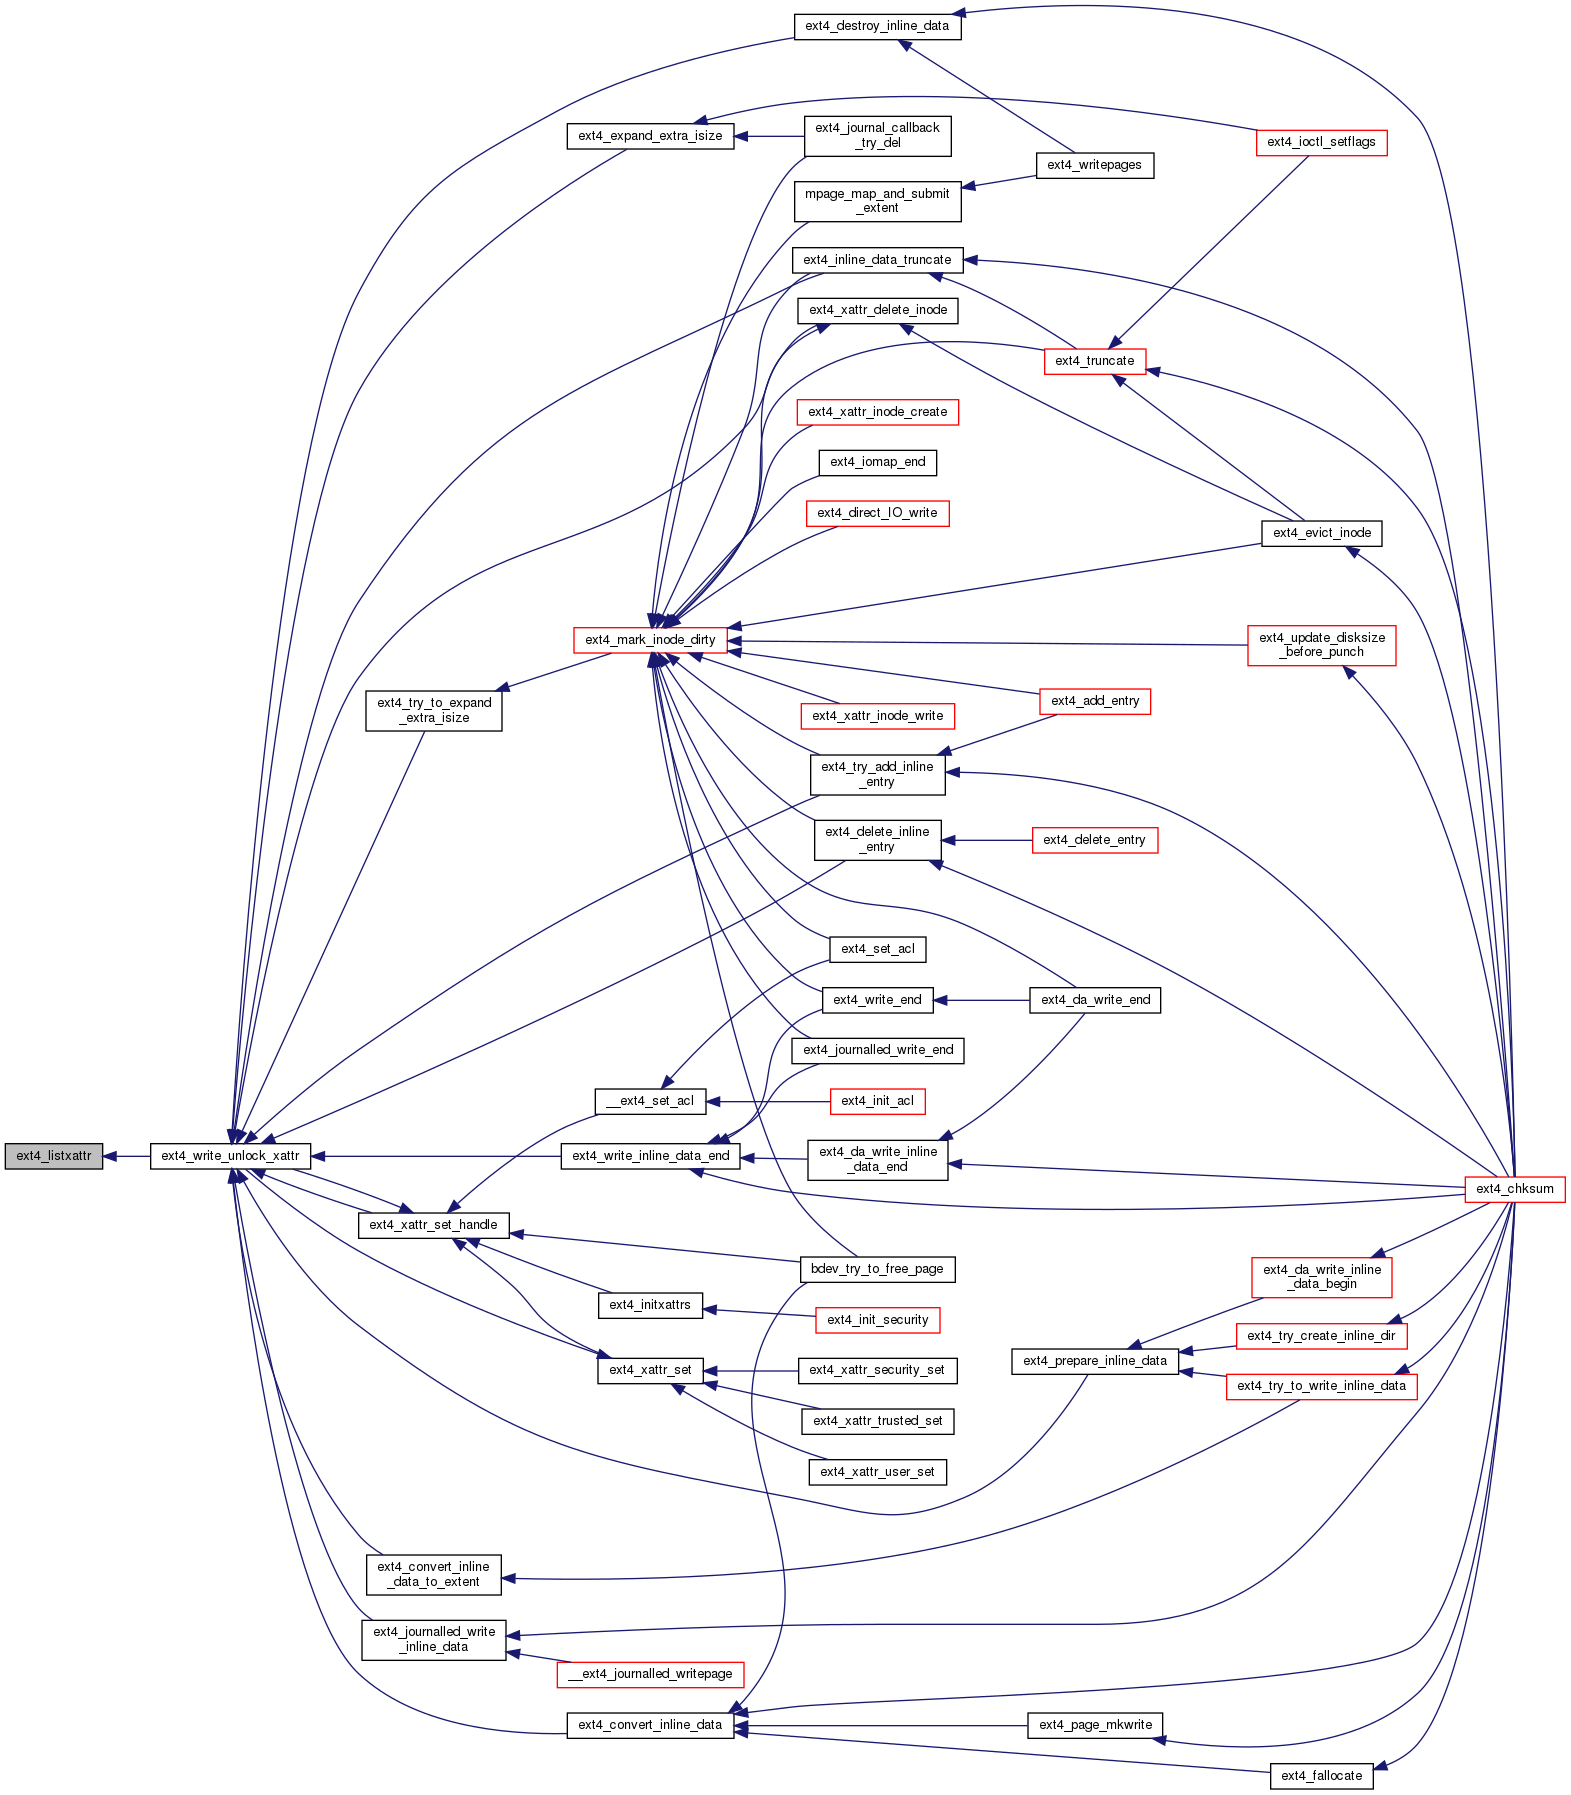 ext4_destroy_inline_data
ext4_expand_extra_isize
ext4_journal_callback
_try_del
ext4_ioctl_setflags
ext4_writepages
mpage_map_and_submit
_extent
ext4_inline_data_truncate
ext4_xattr_delete_inode
ext4_truncate
ext4_xattr_inode_create
ext4_iomap_end
ext4_direct_IO_write
ext4_evict_inode
ext4_mark_inode_dirty
ext4_update_disksize
_before_punch
ext4_try_to_expand
_extra_isize
ext4_add_entry
ext4_xattr_inode_write
ext4_try_add_inline
_entry
ext4_delete_inline
_entry
ext4_delete_entry
ext4_set_acl
ext4_write_end
ext4_da_write_end
ext4_journalled_write_end
__ext4_set_acl
ext4_init_acl
ext4_listxattr
ext4_write_unlock_xattr
ext4_write_inline_data_end
ext4_da_write_inline
_data_end
ext4_chksum
ext4_xattr_set_handle
bdev_try_to_free_page
ext4_da_write_inline
_data_begin
ext4_initxattrs
ext4_init_security
ext4_try_create_inline_dir
ext4_prepare_inline_data
ext4_xattr_set
ext4_xattr_security_set
ext4_try_to_write_inline_data
ext4_xattr_trusted_set
ext4_xattr_user_set
ext4_convert_inline
_data_to_extent
ext4_journalled_write
_inline_data
__ext4_journalled_writepage
ext4_convert_inline_data
ext4_page_mkwrite
ext4_fallocate